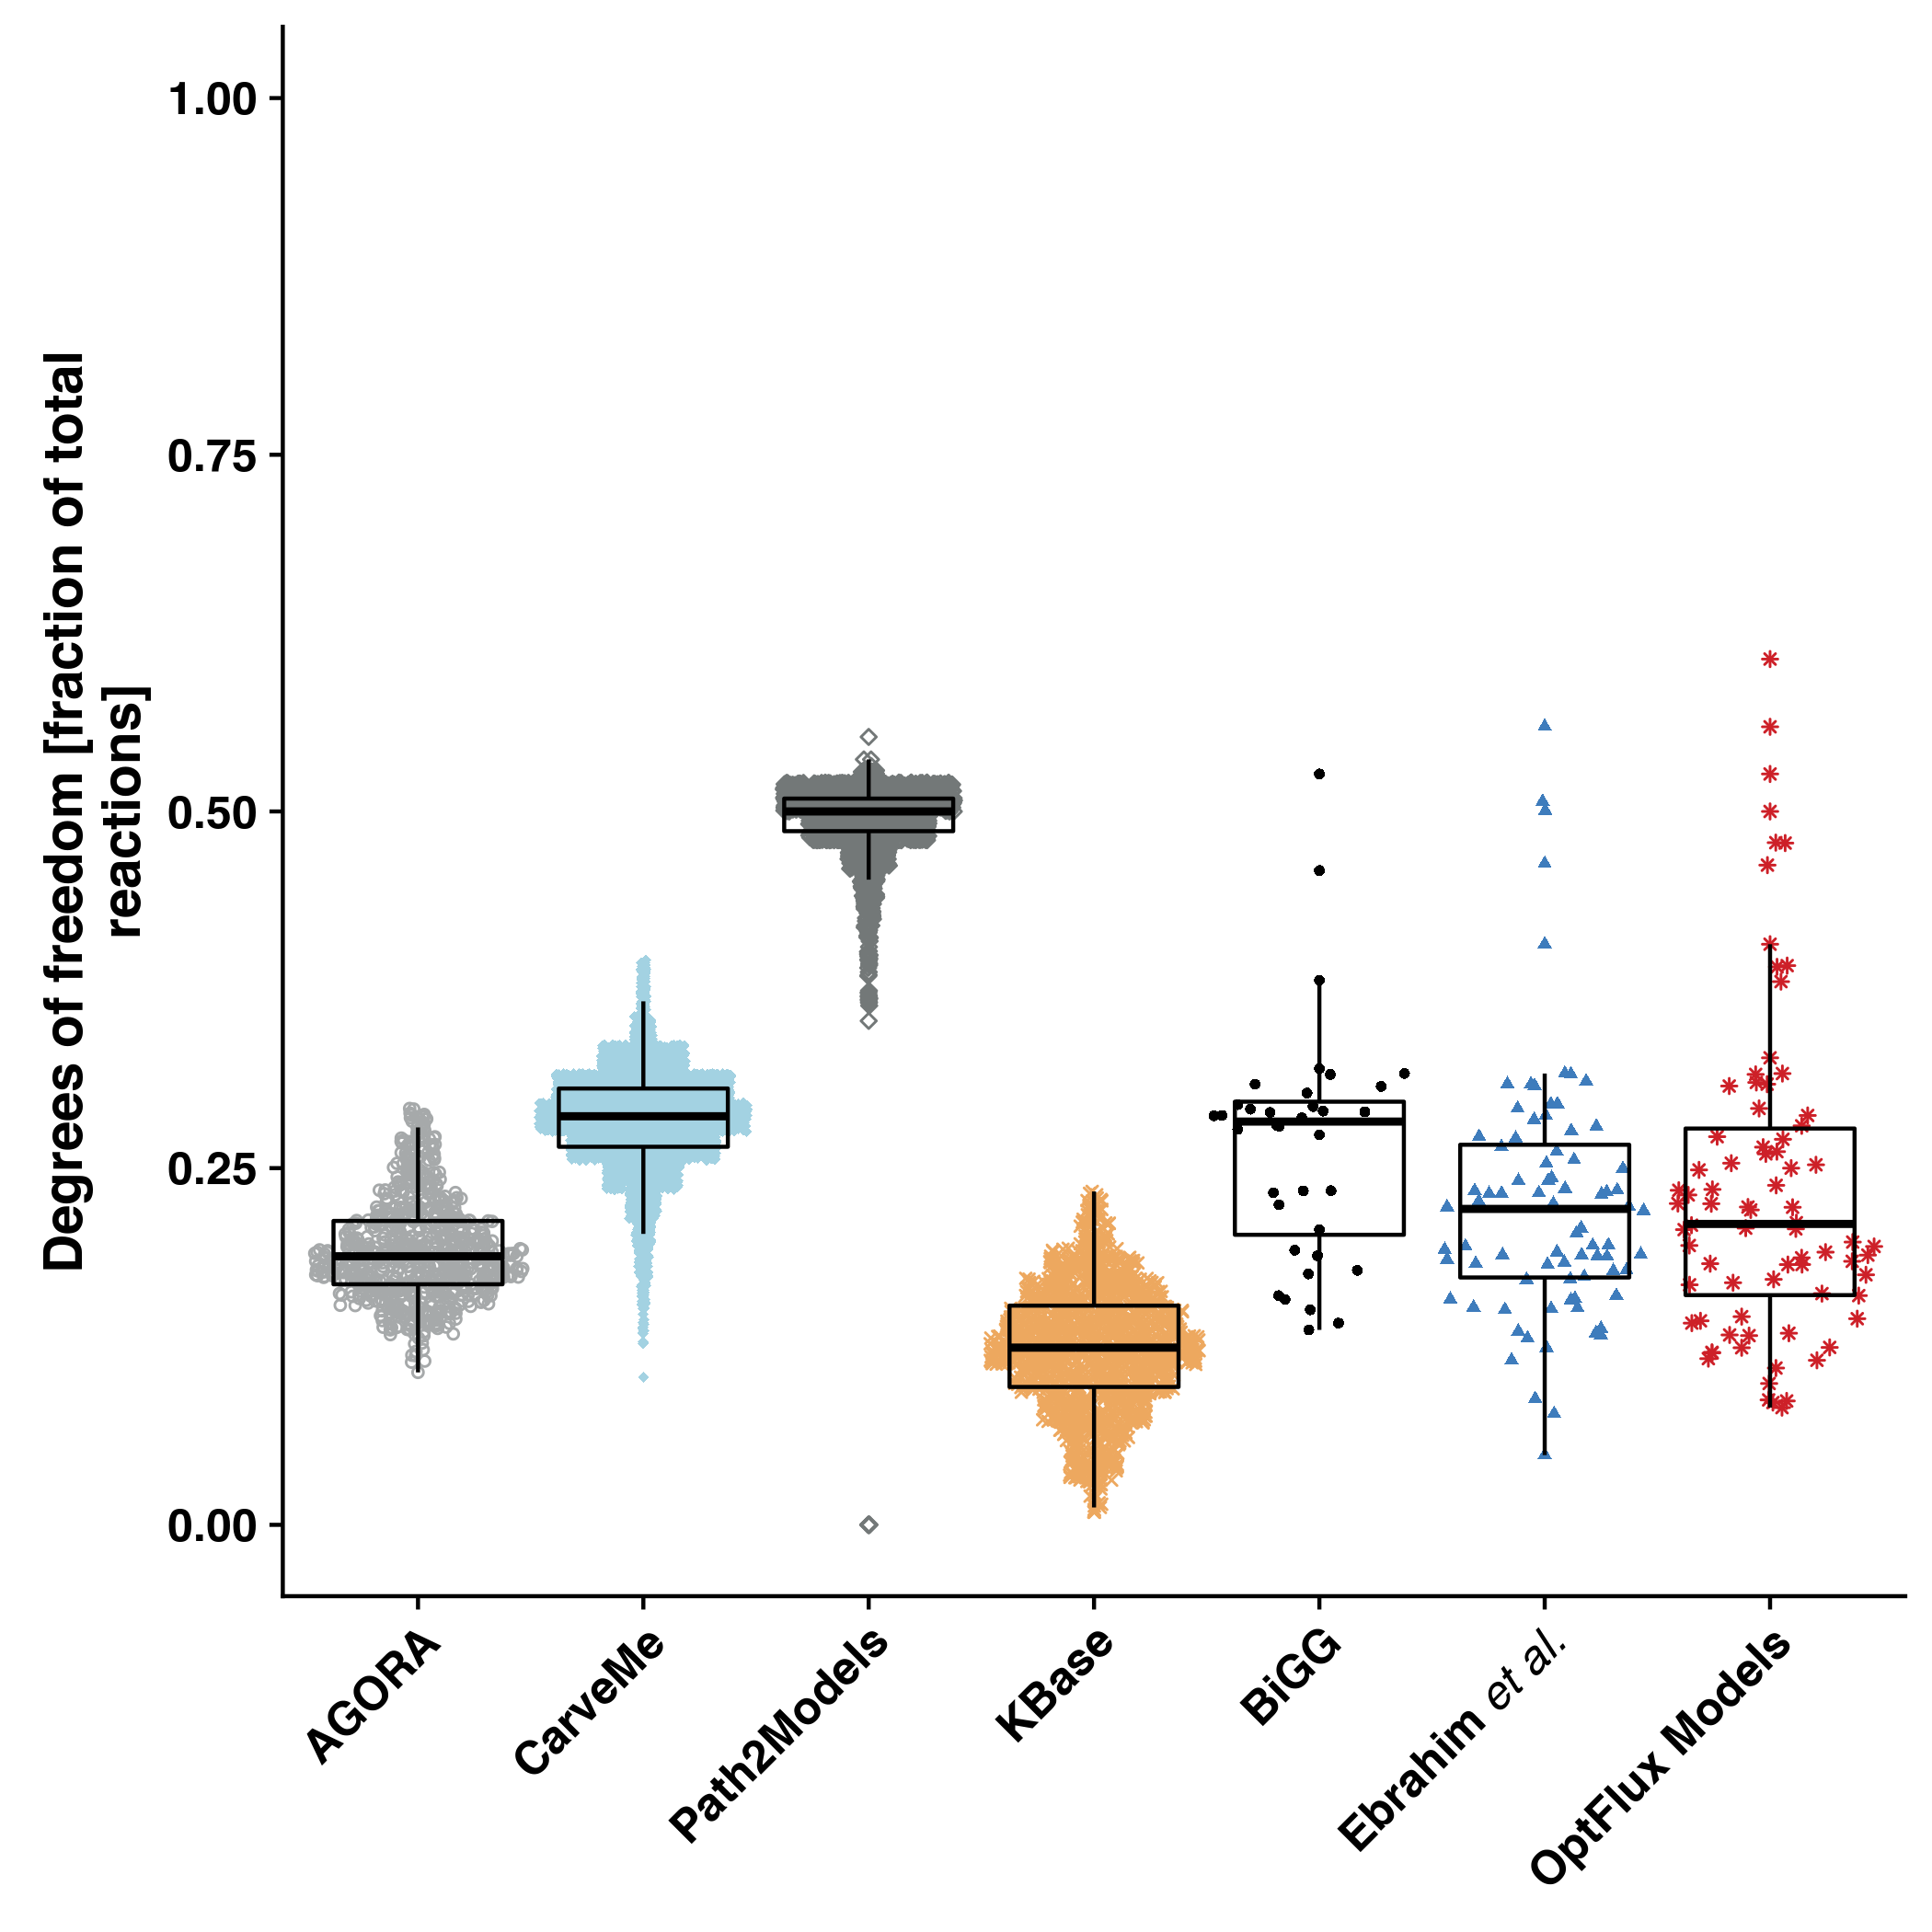 Degrees of freedom [fraction of total
reactions]
1.00
0.75
0.50
0.25
0.00
AGORA
CarveMe
Path2Models
KBase
BiGG
Ebrahim et al.
OptFlux Models